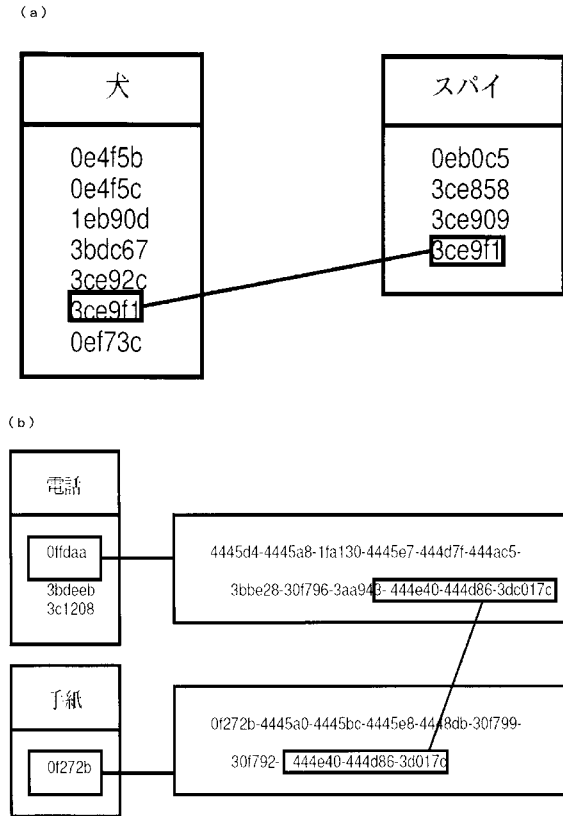 (a)
犬
0e4f5b
0e4f5c
1eb90d
3bdc67
3ce92c
3ce9f1
0ef73c
スパイ
0eb0c5
3ce858
3ce909
3ce9f1
(b)
電話
0ffdaa
3bdeeb
3c1208
4445d4-4445a8-1fa130-4445e7-444d7f-444ac5-
3bbe28-30f796-3aa943-444e40-444d86-3dc017c
手紙
0f272b
0f272b-4445a0-4445bc-4445e8-4448db-30f799-
30f792-444e40-444d86-3d017c